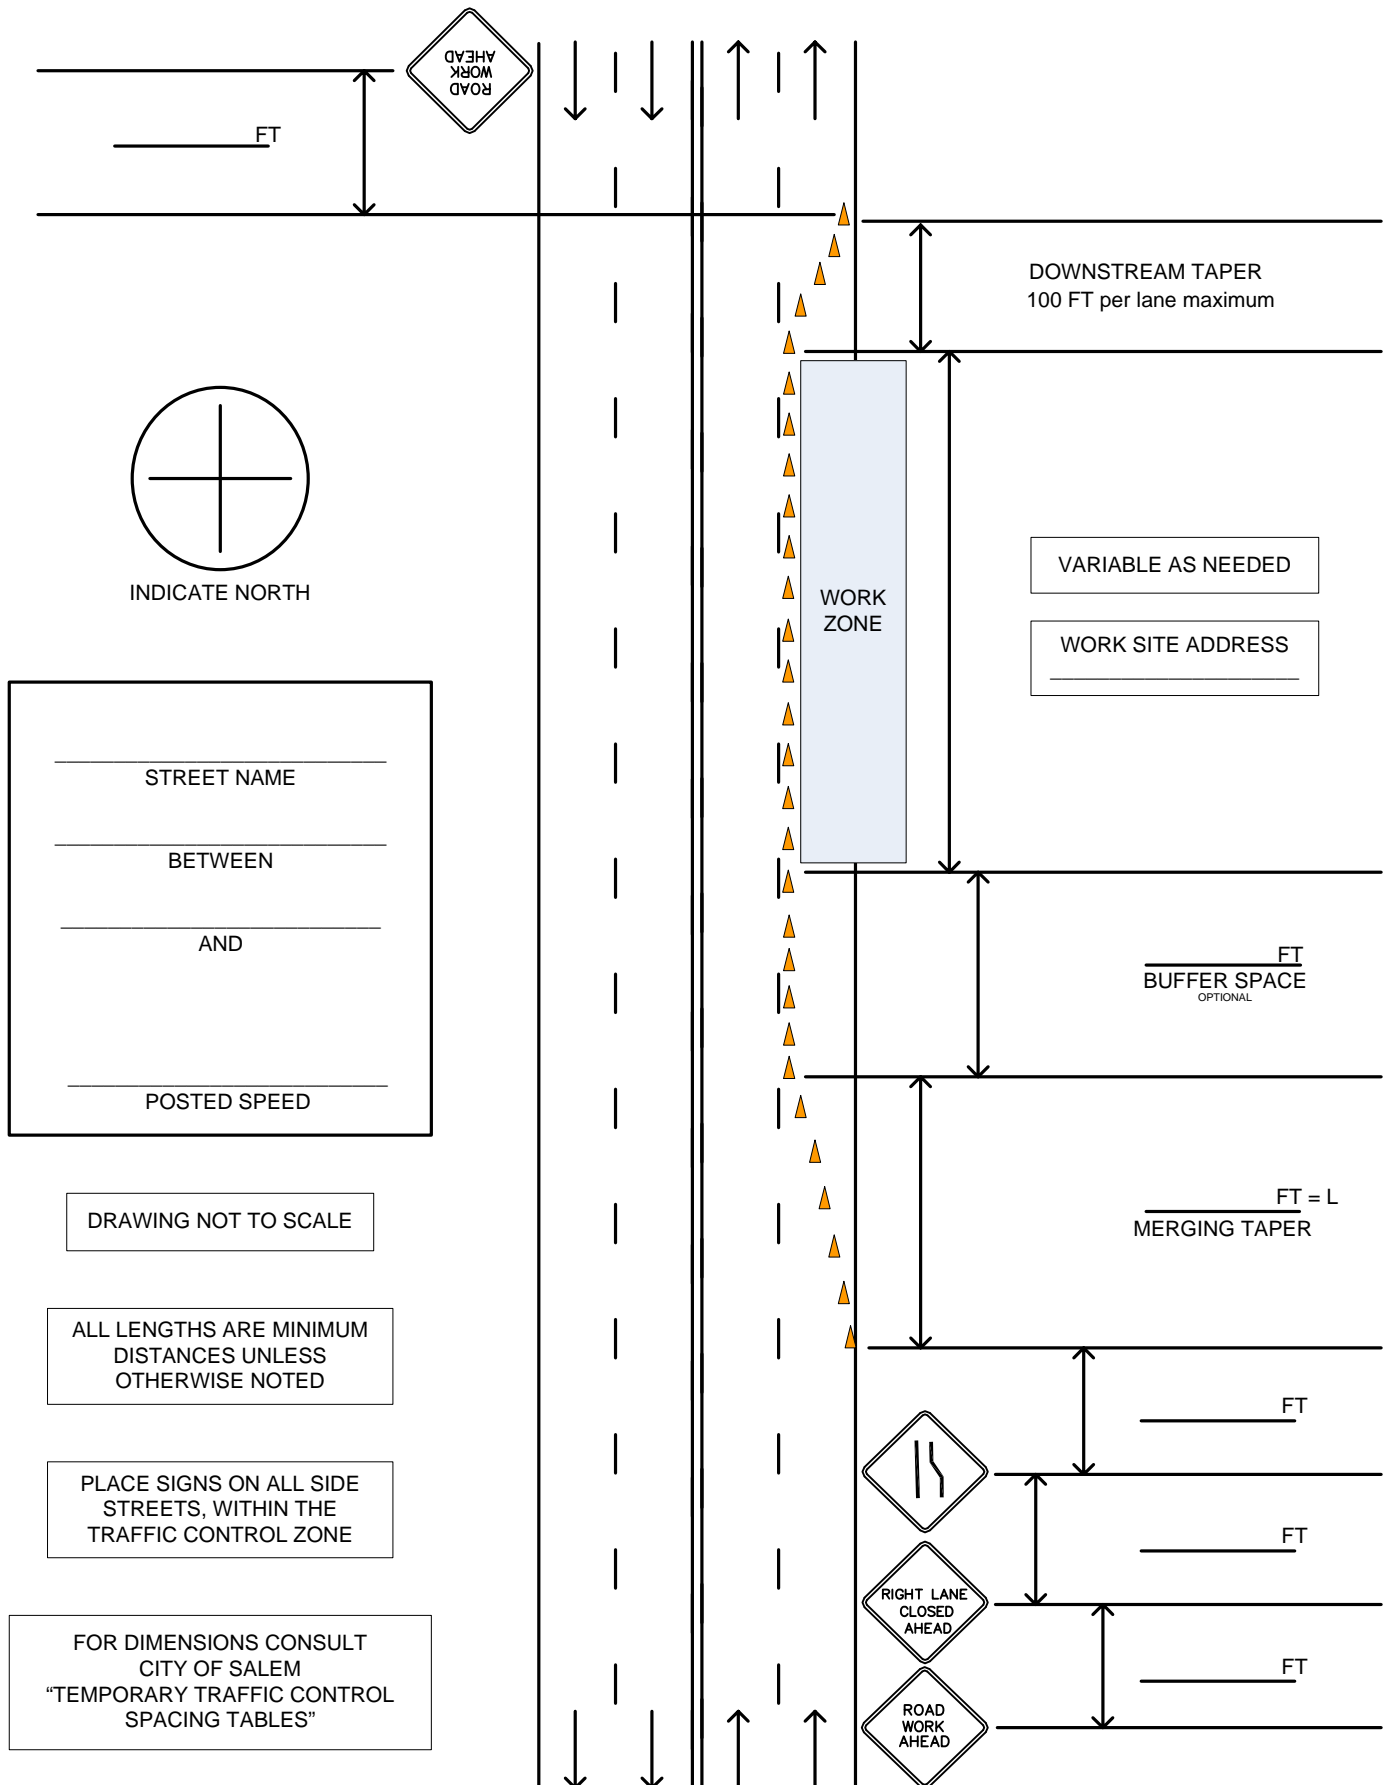 ROAD
WORK
AHEAD
FT
DOWNSTREAM TAPER
100 FT per lane maximum
INDICATE NORTH
WORK
ZONE
VARIABLE AS NEEDED
WORK SITE ADDRESS
STREET NAME
BETWEEN
AND
POSTED SPEED
FT
BUFFER SPACE
OPTIONAL
DRAWING NOT TO SCALE
FT = L
MERGING TAPER
ALL LENGTHS ARE MINIMUM
DISTANCES UNLESS
OTHERWISE NOTED
FT
PLACE SIGNS ON ALL SIDE
STREETS, WITHIN THE
TRAFFIC CONTROL ZONE
FT
RIGHT LANE
CLOSED
AHEAD
FOR DIMENSIONS CONSULT
CITY OF SALEM
“TEMPORARY TRAFFIC CONTROL
SPACING TABLES”
FT
ROAD
WORK
AHEAD